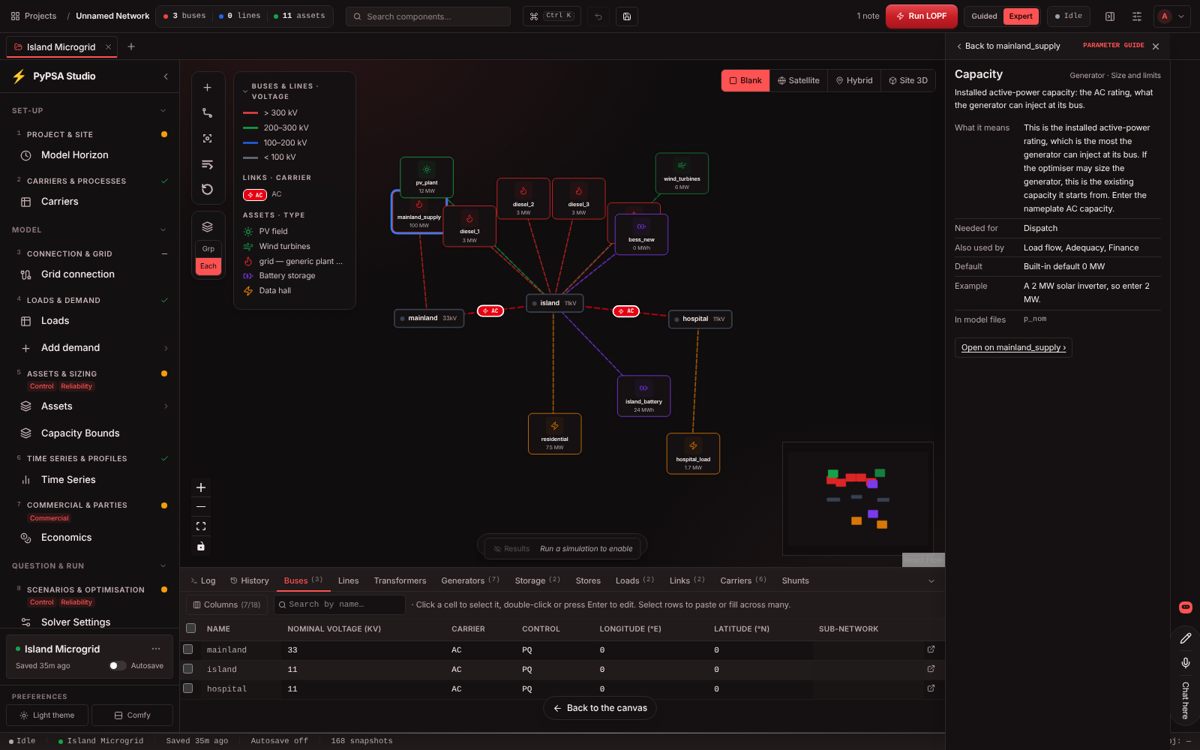 Projects / Unnamed Network
3 buses 0 lines 11 assets
Search components...
⌘ Ctrl K
1 note
Run LOPF
Guided Expert
Idle
A
Island Microgrid × +
PyPSA Studio
SET-UP
1 PROJECT & SITE
Model Horizon
2 CARRIERS & PROCESSES
Carriers
MODEL
3 CONNECTION & GRID
Grid connection
4 LOADS & DEMAND
Loads
Add demand
5 ASSETS & SIZING
Control Reliability
Assets
Capacity Bounds
6 TIME SERIES & PROFILES
Time Series
7 COMMERCIAL & PARTIES
Commercial
Economics
QUESTION & RUN
8 SCENARIOS & OPTIMISATION
Control Reliability
Solver Settings
Island Microgrid ...
Saved 35m ago Autosave
PREFERENCES
Light theme Comfy
Grp
Each
BUSES & LINES · VOLTAGE
> 300 kV
200–300 kV
100–200 kV
< 100 kV
LINKS · CARRIER
AC AC
ASSETS · TYPE
PV field
Wind turbines
grid — generic plant ...
Battery storage
Data hall
Blank Satellite Hybrid Site 3D
pv_plant
12 MW
mainland_supply
100 MW
diesel_1
3 MW
diesel_2
3 MW
diesel_3
3 MW
bess_new
0 MWh
wind_turbines
6 MW
mainland 33kV
AC
island 11kV
AC
hospital 11kV
island_battery
24 MWh
residential
7.5 MW
hospital_load
1.7 MW
Results Run a simulation to enable
Log History Buses (3) Lines Transformers Generators (7) Storage (2) Stores Loads (2) Links (2) Carriers (6) Shunts
Columns (7/18) Search by name… · Click a cell to select it, double-click or press Enter to edit. Select rows to paste or fill across many.
NAME NOMINAL VOLTAGE (KV) CARRIER CONTROL LONGITUDE (°E) LATITUDE (°N) SUB-NETWORK
mainland 33 AC PQ 0 0
island 11 AC PQ 0 0
hospital 11 AC PQ 0 0
← Back to the canvas
Back to mainland_supply PARAMETER GUIDE ×
Capacity Generator · Size and limits
Installed active-power capacity: the AC rating, what
the generator can inject at its bus.
What it means This is the installed active-power
rating, which is the most the
generator can inject at its bus. If
the optimiser may size the
generator, this is the existing
capacity it starts from. Enter the
nameplate AC capacity.
Needed for Dispatch
Also used by Load flow, Adequacy, Finance
Default Built-in default 0 MW
Example A 2 MW solar inverter, so enter 2
MW.
In model files p_nom
Open on mainland_supply ›
Chat here
Idle Island Microgrid Saved 35m ago Autosave off 168 snapshots